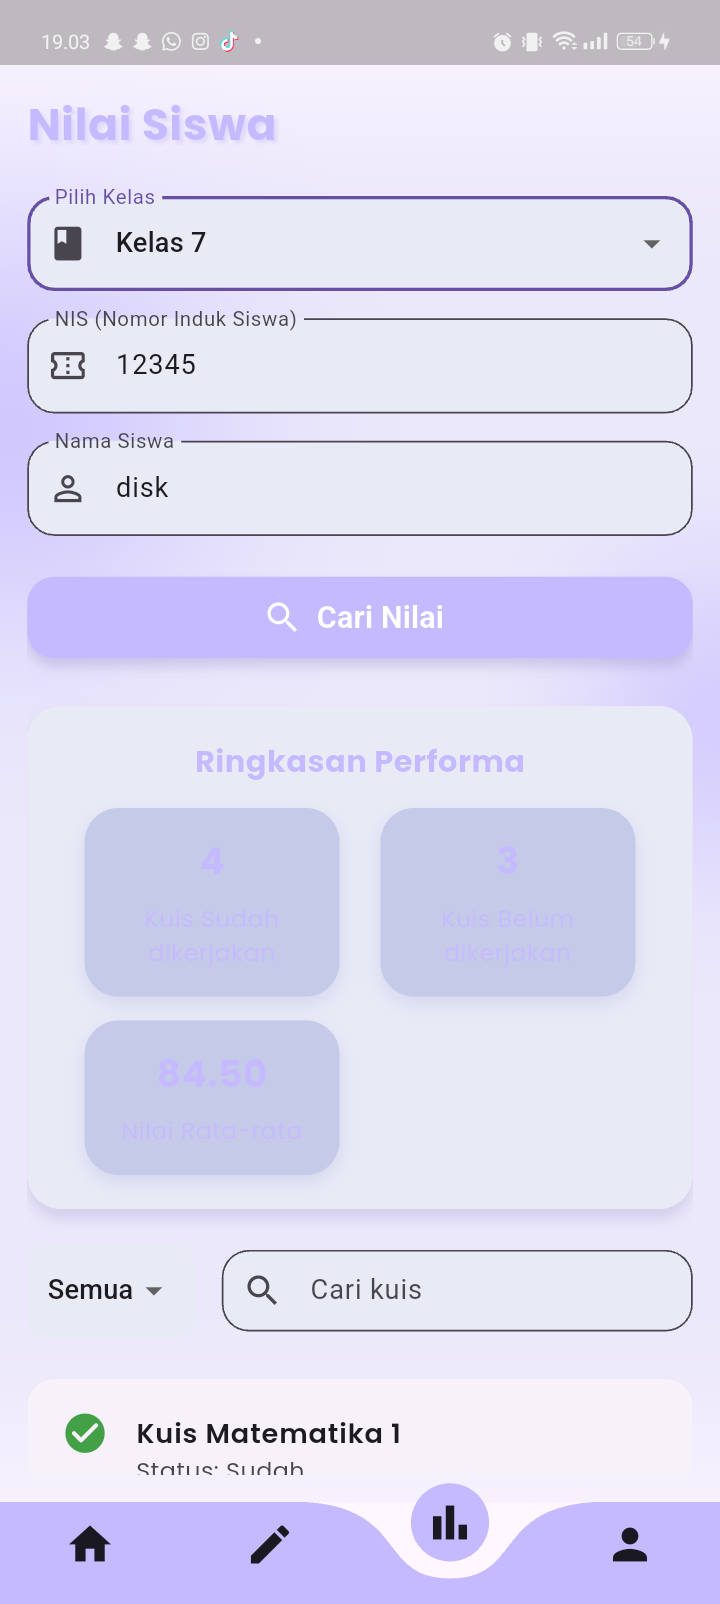 19.03
54
Nilai Siswa
Pilih Kelas
Kelas 7
NIS (Nomor Induk Siswa)
12345
Nama Siswa
disk
Cari Nilai
Ringkasan Performa
4
Kuis Sudah
dikerjakan
3
Kuis Belum
dikerjakan
84.50
Nilai Rata-rata
Semua
Cari kuis
Kuis Matematika 1
Status: Sudah